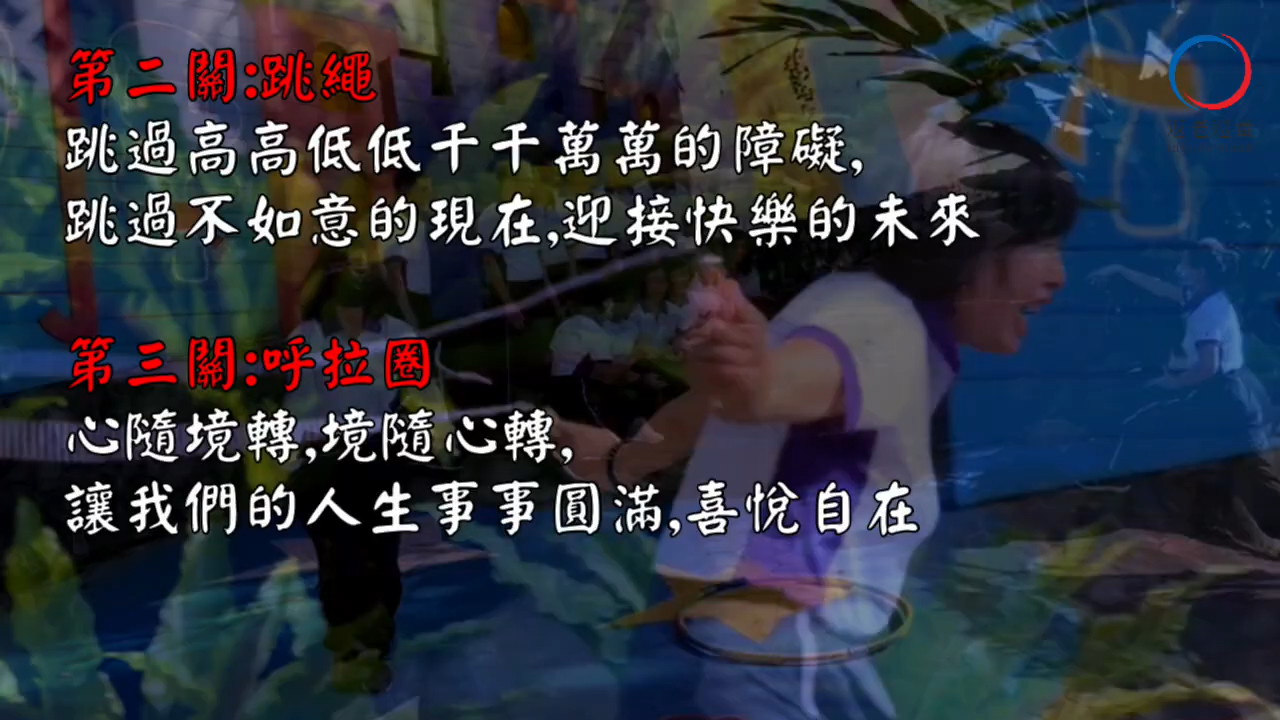 第二關:跳繩
跳過高高低低千千萬萬的障礙,
跳過不如意的現在,迎接快樂的未來
第三關:呼拉圈
心隨境轉,境隨心轉,
讓我們的人生事事圓滿,喜悅自在